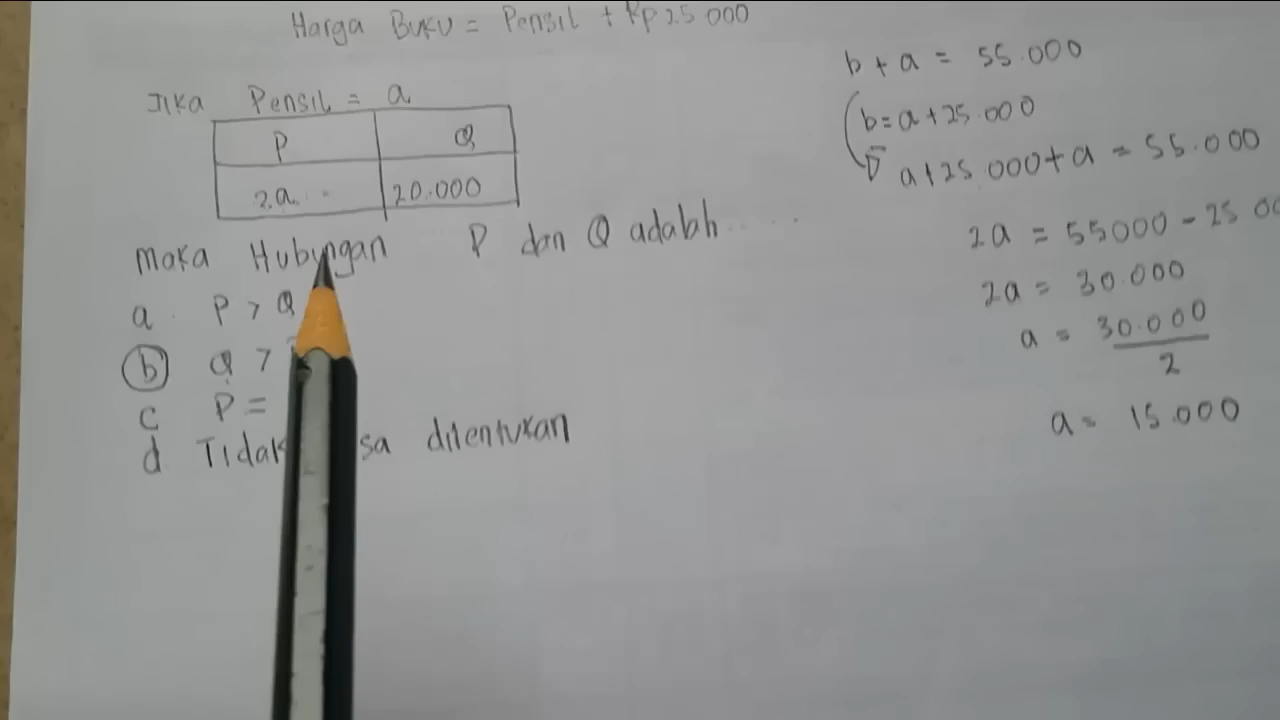 Harga Buku = Pensil + Rp 25 000
Jika Pensil = a
P Q
2a 20.000
Maka Hubungan P dan Q adalah ......
a. P > Q
b Q >
c P =
d Tidak sa ditentukan
b + a = 55.000
b = a + 25.000
a + 25.000 + a = 55.000
2a = 55000 - 25 00
2a = 30.000
a = 30.000
2
a = 15.000